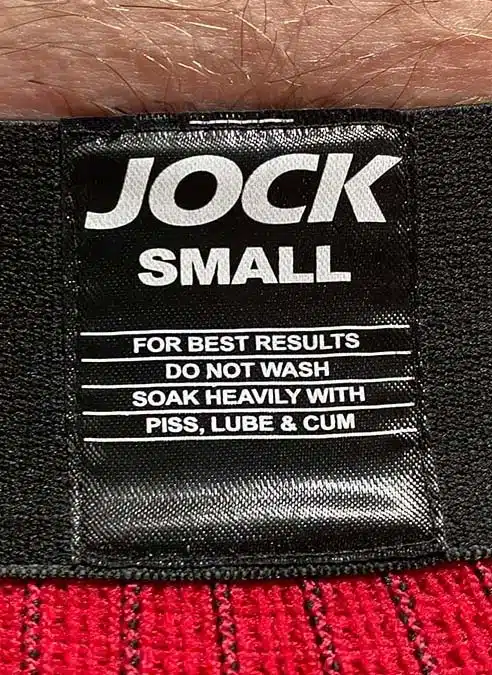 JOCK
SMALL
FOR BEST RESULTS
DO NOT WASH
SOAK HEAVILY WITH
PISS, LUBE & CUM